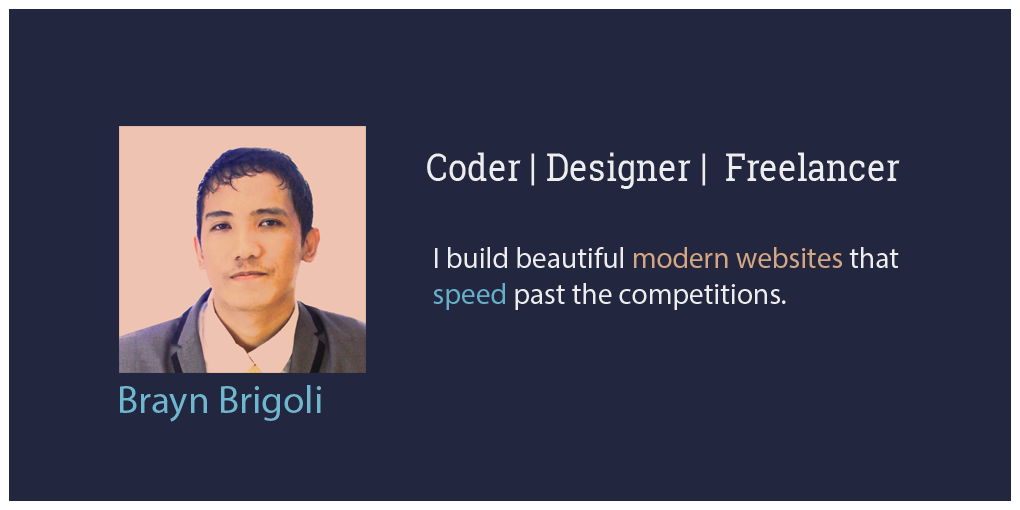 Coder | Designer | Freelancer
I build beautiful modern websites that
speed past the competitions.
Brayn Brigoli